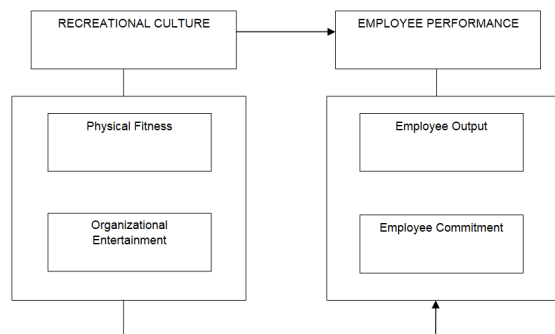 RECREATIONAL CULTURE
EMPLOYEE PERFORMANCE
Physical Fitness
Employee Output
Organizational
Entertainment
Employee Commitment